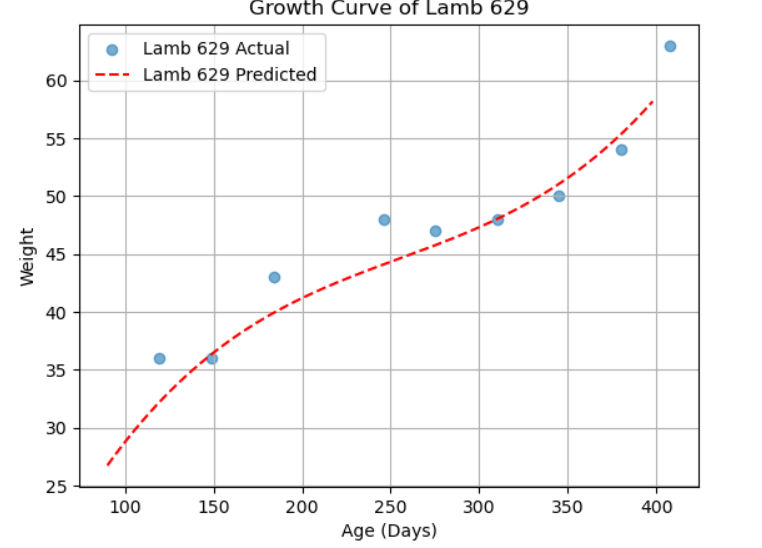 Growth Curve of Lamb 629
Lamb 629 Actual
Lamb 629 Predicted
60
55
50
45
40
35
30
25
Weight
100 150 200 250 300 350 400
Age (Days)